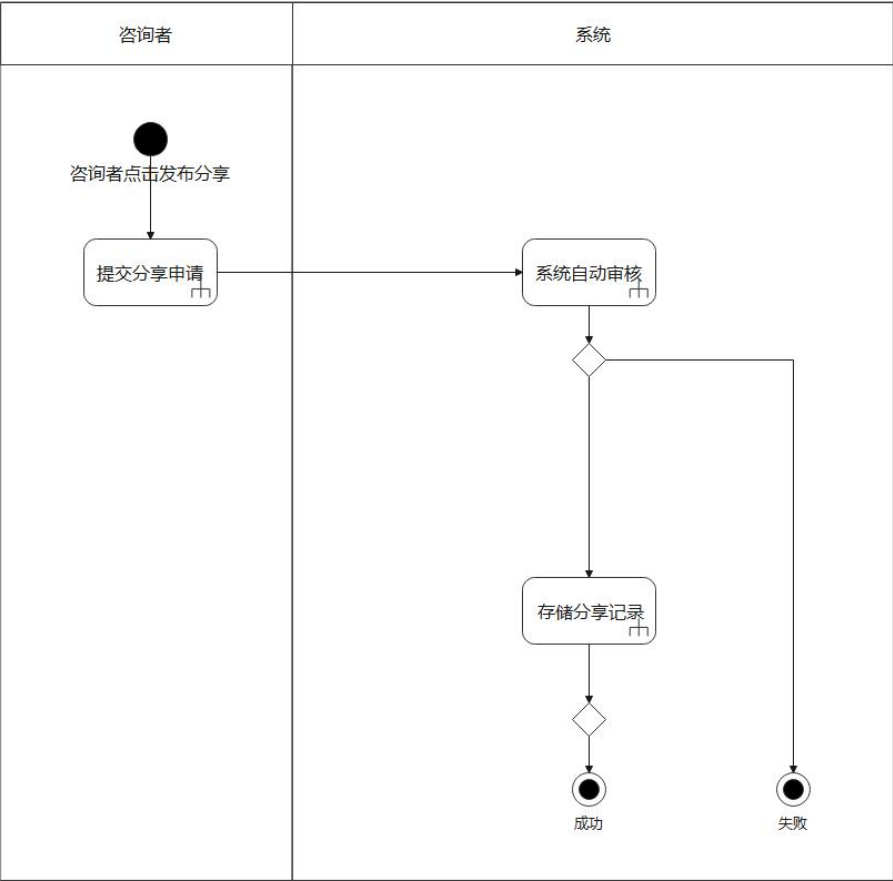 咨询者
系统
咨询者点击发布分享
提交分享申请
系统自动审核
存储分享记录
成功
失败